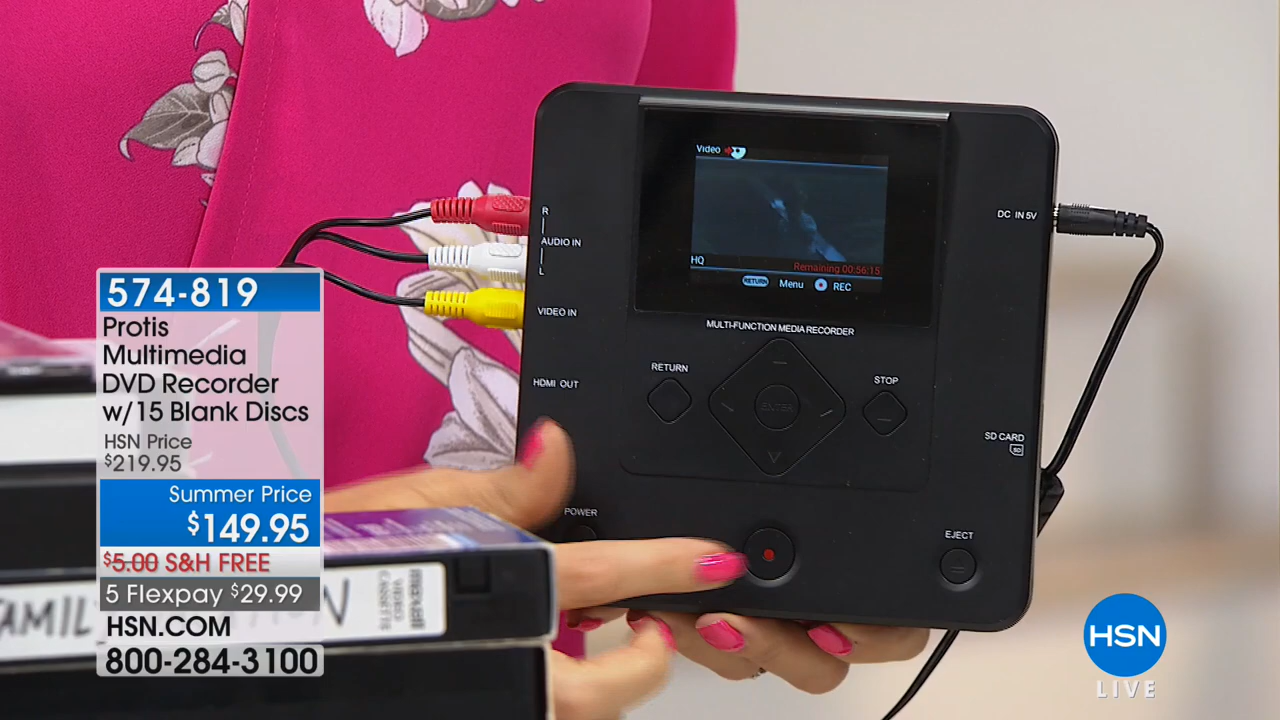 574-819
Protis
Multimedia
DVD Recorder
w/15 Blank Discs
HSN Price
$219.95
Summer Price
$149.95
$5.00 S&H FREE
5 Flexpay $29.99
HSN.COM
800-284-3100
Video
HQ
Remaining 00:56:15
RETURN Menu REC
MULTI-FUNCTION MEDIA RECORDER
R
AUDIO IN
L
VIDEO IN
HDMI OUT
DC IN 5V
RETURN
ENTER
STOP
SD CARD
SD
POWER
EJECT
maxell
VIDEO
CASSETTE
HSN
LIVE